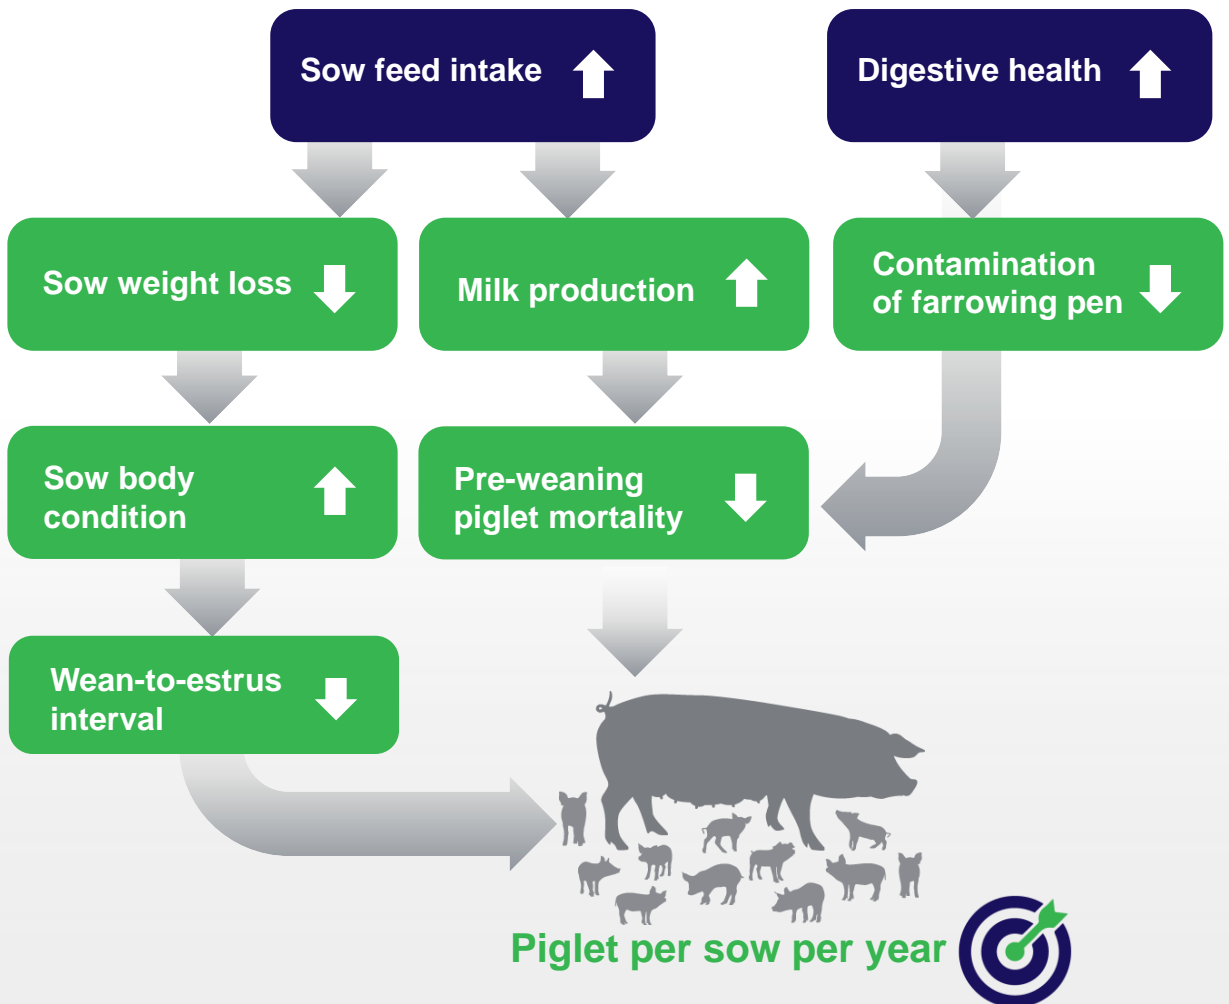 Sow feed intake
Digestive health
Sow weight loss
Milk production
Contamination
of farrowing pen
Sow body
condition
Pre-weaning
piglet mortality
Wean-to-estrus
interval
Piglet per sow per year